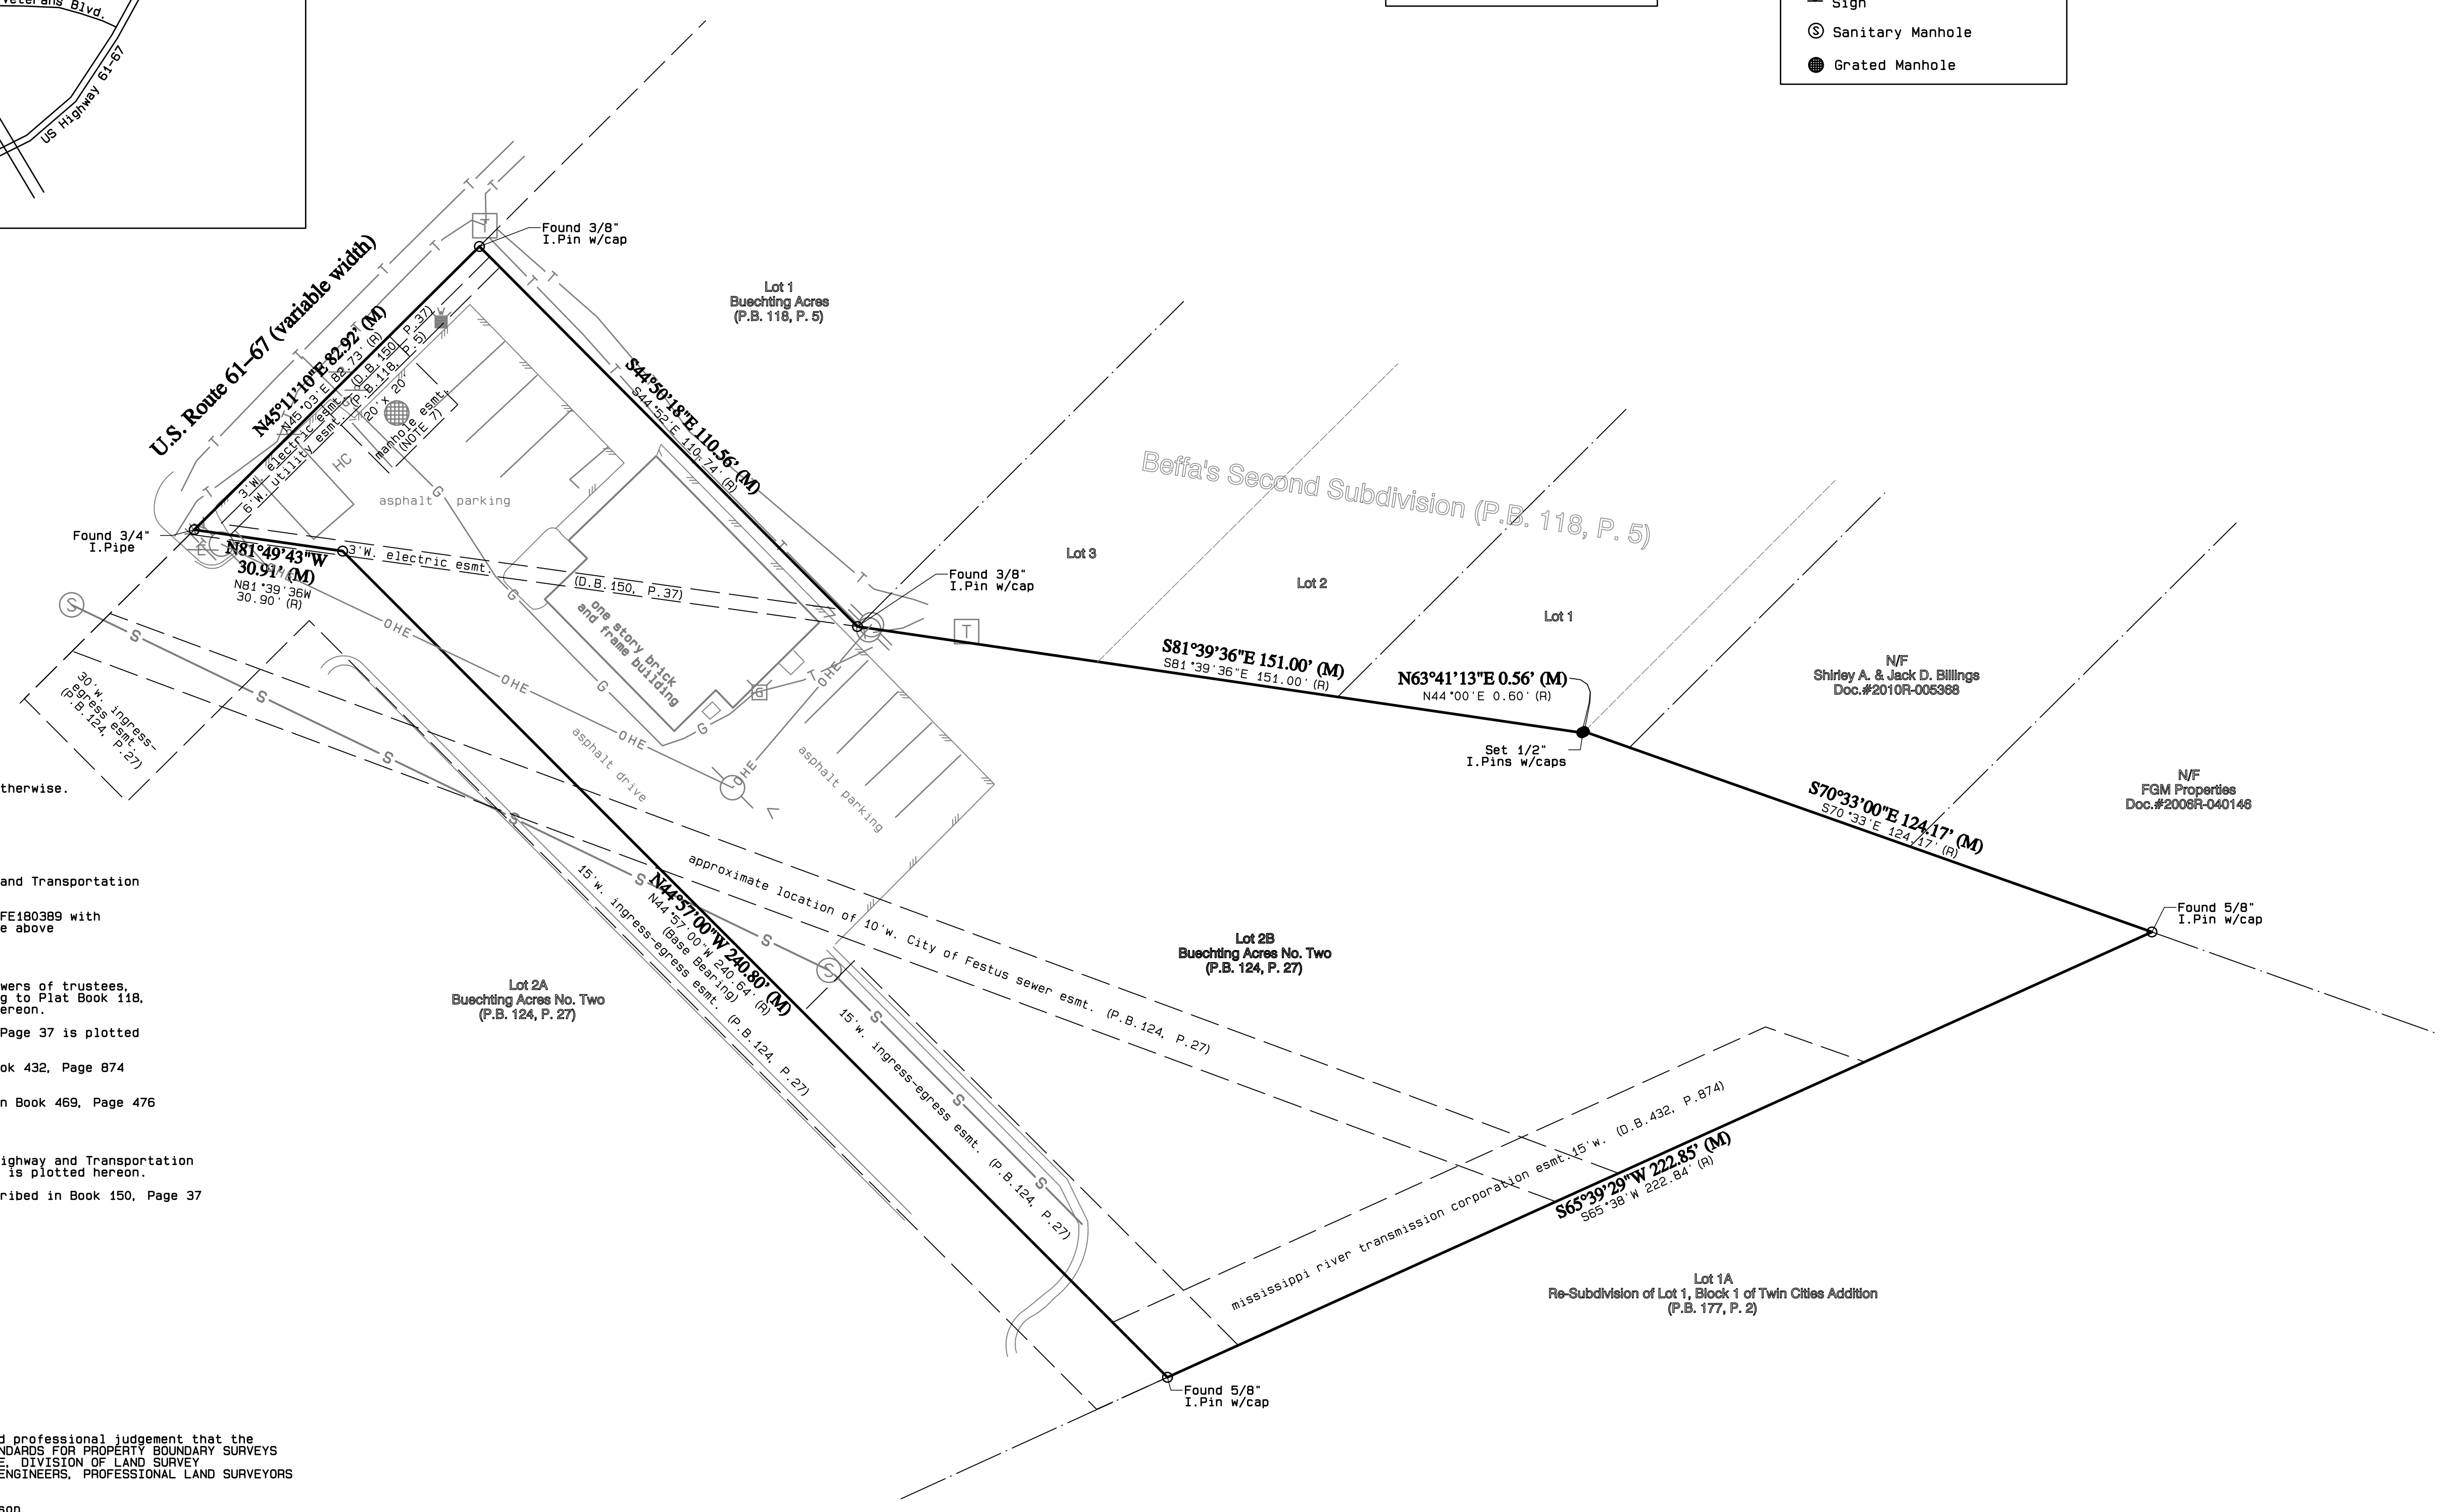 Veterans Blvd.
US Highway 61-67
Sign
S Sanitary Manhole
Grated Manhole
Found 3/8"
I.Pin w/cap
U.S. Route 61–67 (variable width)
N45°11'10"E 82.92' (M)
N45°03'E 82.73' (R)
3'W. electric esmt. (D.B.150, P.37)
6'W. utility esmt. (P.B.118, P.5)
20' x 20'
manhole esmt.
(NOTE 7)
HC
asphalt parking
Lot 1
Buechting Acres
(P.B. 118, P. 5)
S44°50'18"E 110.56' (M)
S44°52'E 110.74' (R)
Found 3/4"
I.Pipe
N81°49'43"W
30.91' (M)
N81°39'36W
30.90' (R)
3'W. electric esmt.
(D.B.150, P.37)
one story brick
and frame building
Found 3/8"
I.Pin w/cap
Beffa's Second Subdivision (P.B. 118, P. 5)
Lot 3
Lot 2
Lot 1
S81°39'36"E 151.00' (M)
S81°39'36"E 151.00' (R)
N63°41'13"E 0.56' (M)
N44°00'E 0.60' (R)
Set 1/2"
I.Pins w/caps
N/F
Shirley A. & Jack D. Billings
Doc.#2010R-005368
N/F
FGM Properties
Doc.#2006R-040146
S70°33'00"E 124.17' (M)
S70°33'E 124.17' (R)
Found 5/8"
I.Pin w/cap
30'w. ingress-
egress esmt.
(P.B.124, P.27)
OHE
OHE
OHE
OHE
OHE
asphalt drive
asphalt parking
approximate location of 10'w. City of Festus sewer esmt. (P.B.124, P.27)
Lot 2B
Buechting Acres No. Two
(P.B. 124, P. 27)
N44°57'00"W 240.80' (M)
N44°57'00"W 240.64' (R)
(Base Bearing)
15'w. ingress-egress esmt. (P.B.124, P.27)
15'w. ingress-egress esmt. (P.B.124, P.27)
Lot 2A
Buechting Acres No. Two
(P.B. 124, P. 27)
mississippi river transmission corporation esmt.15'w. (D.B.432, P.874)
S65°39'29"W 222.85' (M)
S65°38'W 222.84' (R)
Lot 1A
Re-Subdivision of Lot 1, Block 1 of Twin Cities Addition
(P.B. 177, P. 2)
Found 5/8"
I.Pin w/cap
therwise.
and Transportation
FE180389 with
e above
wers of trustees,
g to Plat Book 118,
ereon.
Page 37 is plotted
ok 432, Page 874
n Book 469, Page 476
ighway and Transportation
is plotted hereon.
ribed in Book 150, Page 37
d professional judgement that the
NDARDS FOR PROPERTY BOUNDARY SURVEYS
E, DIVISION OF LAND SURVEY
ENGINEERS, PROFESSIONAL LAND SURVEYORS
son